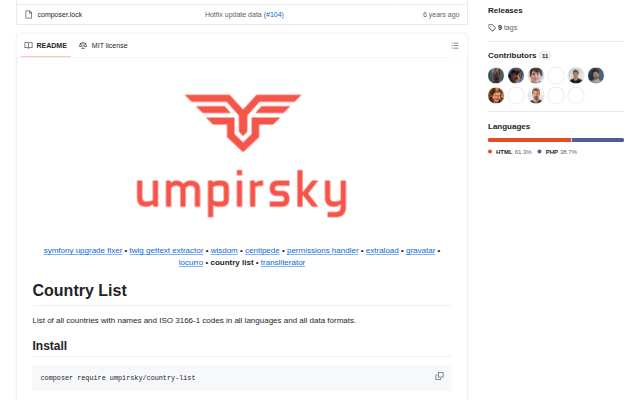 composer.lock Hotfix update data (#104) 6 years ago
README MIT license
umpirsky
symfony upgrade fixer • twig gettext extractor • wisdom • centipede • permissions handler • extraload • gravatar •
locurro • country list • transliterator
Country List
List of all countries with names and ISO 3166-1 codes in all languages and all data formats.
Install
composer require umpirsky/country-list
Releases
9 tags
Contributors 11
Languages
HTML 61.3% PHP 38.7%